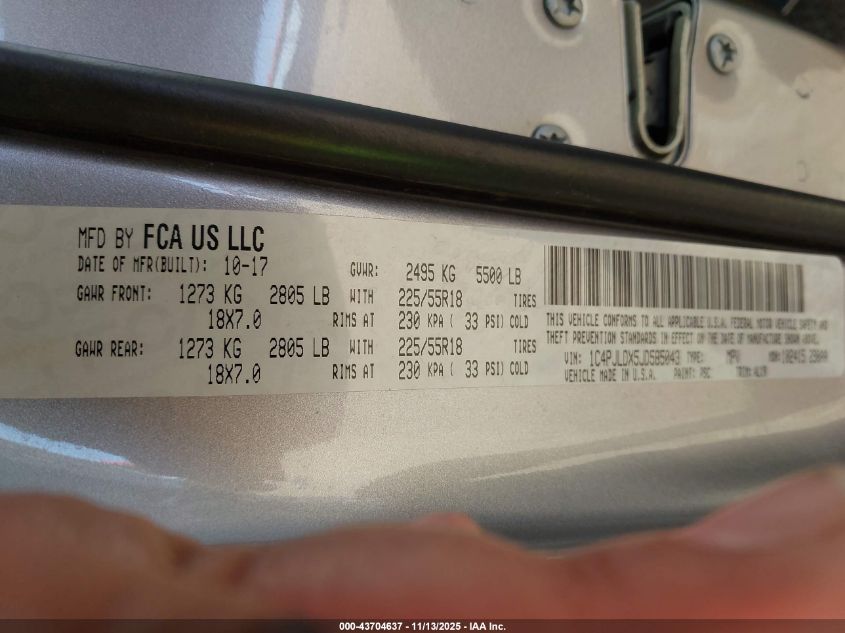 MFD BY FCA US LLC
DATE OF MFR(BUILT): 10-17 GVWR: 2495 KG 5500 LB
GAWR FRONT: 1273 KG 2805 LB WITH 225/55R18 TIRES
18X7.0 RIMS AT 230 KPA ( 33 PSI) COLD
GAWR REAR: 1273 KG 2805 LB WITH 225/55R18 TIRES
18X7.0 RIMS AT 230 KPA ( 33 PSI) COLD
THIS VEHICLE CONFORMS TO ALL APPLICABLE U.S.A. FEDERAL MOTOR VEHICLE SAFETY AND
THEFT PREVENTION STANDARDS IN EFFECT ON THE DATE OF MANUFACTURE SHOWN ABOVE.
VIN: 1C4PJLDX5JD585043 TYPE: MPV MDH:
VEHICLE MADE IN U.S.A. PAINT: PSC TRIM:
000-43704637 - 11/13/2025 - IAA Inc.